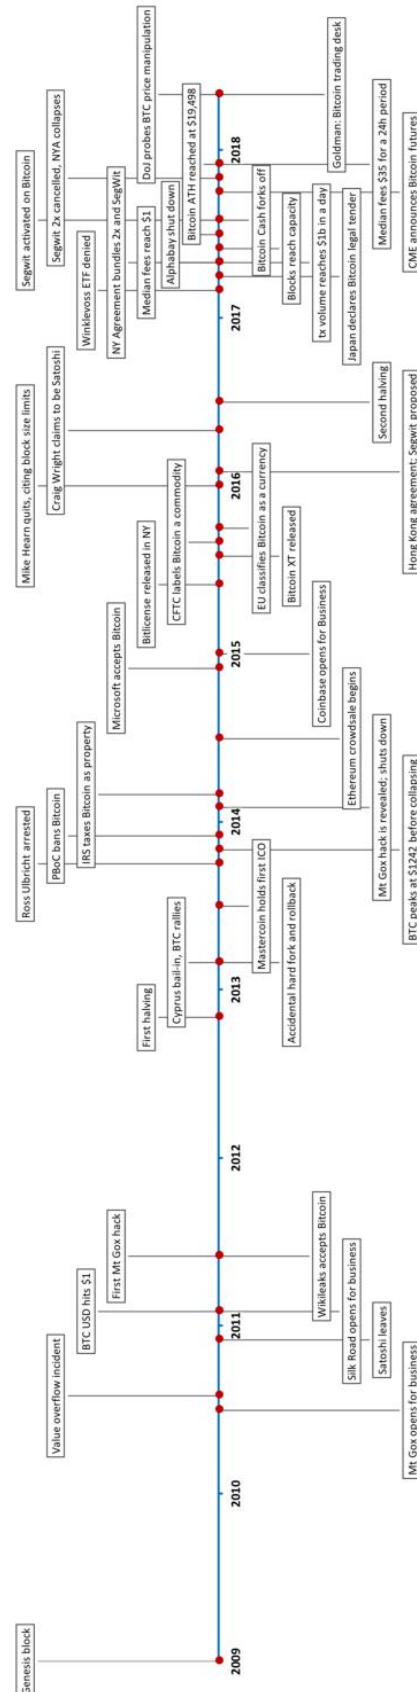 Genesis block
Value overflow incident
BTC USD hits $1
First Mt Gox hack
First halving
Cyprus bail-in, BTC rallies
Ross Ulbricht arrested
PBoC bans Bitcoin
IRS taxes Bitcoin as property
Microsoft accepts Bitcoin
Bitlicense released in NY
CFTC labels Bitcoin a commodity
Mike Hearn quits, citing block size limits
Craig Wright claims to be Satoshi
Winklevoss ETF denied
NY Agreement bundles 2x and SegWit
Median fees reach $1
Alphabay shut down
Segwit activated on Bitcoin
Segwit 2x cancelled, NYA collapses
Bitcoin ATH reached at $19,498
DoJ probes BTC price manipulation
2009
2010
2011
2012
2013
2014
2015
2016
2017
2018
Mt Gox opens for business
Satoshi leaves
Silk Road opens for business
Wikileaks accepts Bitcoin
Accidental hard fork and rollback
Mastercoin holds first ICO
BTC peaks at $1242 before collapsing
Mt Gox hack is revealed; shuts down
Ethereum crowdsale begins
Coinbase opens for Business
Bitcoin XT released
EU classifies Bitcoin as a currency
Hong Kong agreement; Segwit proposed
Second halving
Japan declares Bitcoin legal tender
tx volume reaches $1b in a day
Blocks reach capacity
Bitcoin Cash forks off
CME announces Bitcoin futures
Median fees $35 for a 24h period
Goldman: Bitcoin trading desk